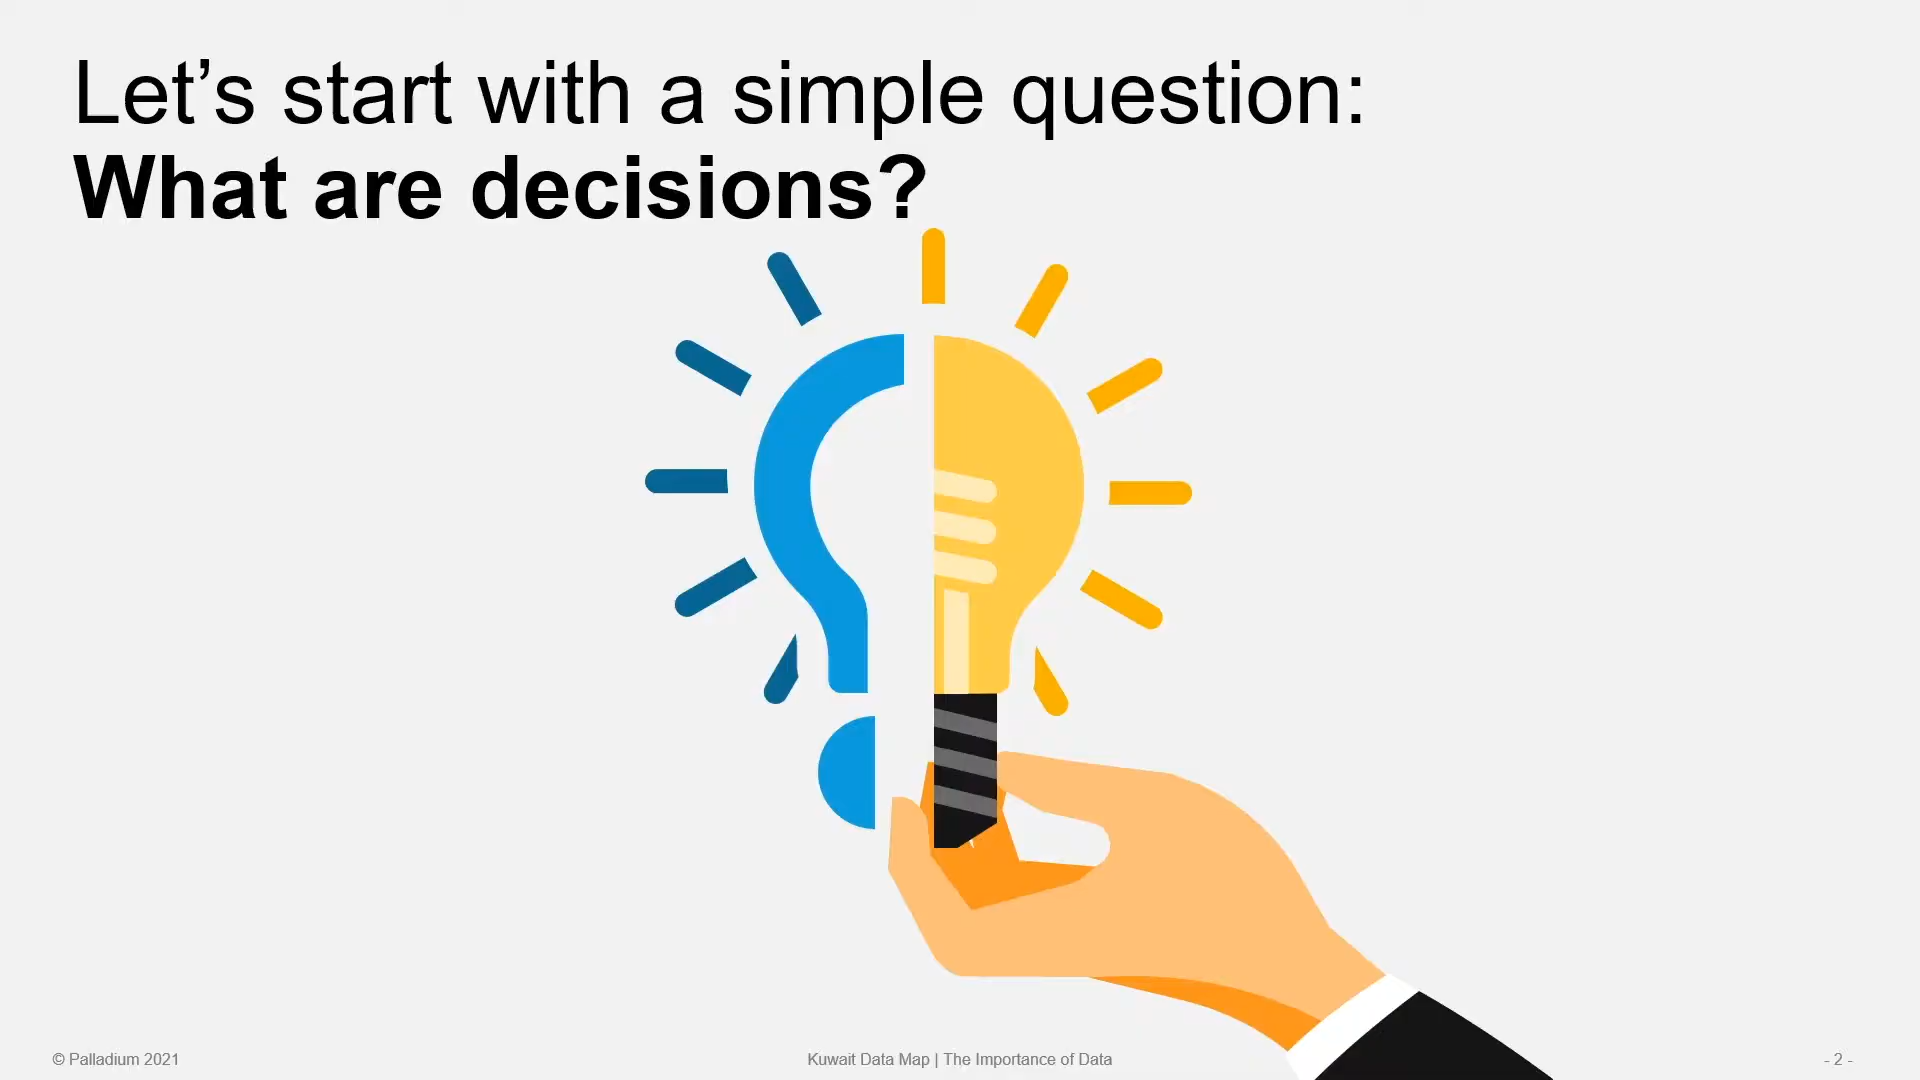 Let’s start with a simple question:
What are decisions?
© Palladium 2021
Kuwait Data Map | The Importance of Data
- 2 -